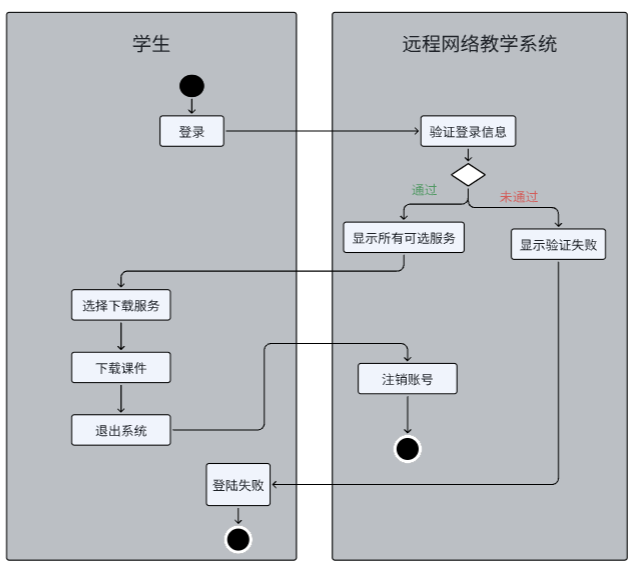 学生
远程网络教学系统
登录
验证登录信息
通过
未通过
显示所有可选服务
显示验证失败
选择下载服务
下载课件
注销账号
退出系统
登陆失败